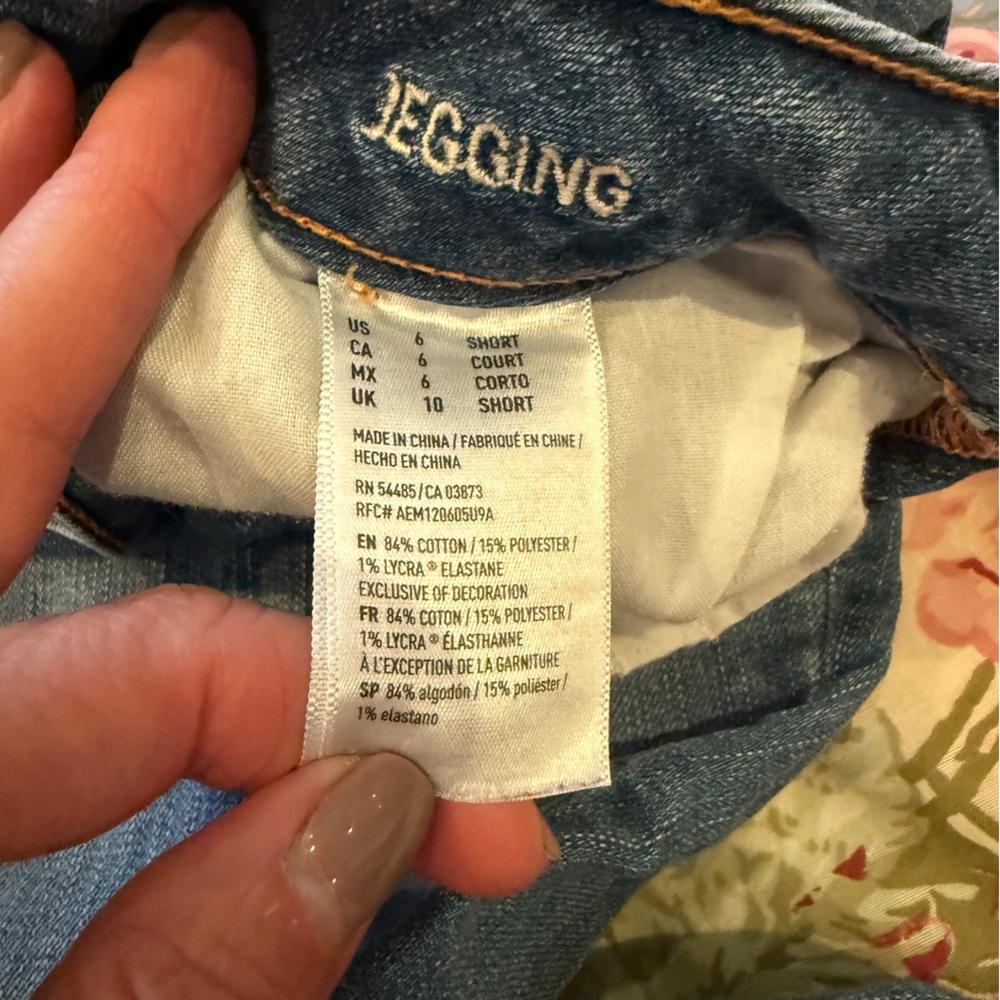 JEGGING
US 6 SHORT
CA 6 COURT
MX 6 CORTO
UK 10 SHORT
MADE IN CHINA / FABRIQUÉ EN CHINE /
HECHO EN CHINA
RN 54485/CA 03873
RFC# AEM120605U9A
EN 84% COTTON / 15% POLYESTER /
1% LYCRA ® ELASTANE
EXCLUSIVE OF DECORATION
FR 84% COTON / 15% POLYESTER /
1% LYCRA ® ÉLASTHANNE
À L'EXCEPTION DE LA GARNITURE
SP 84% algodón / 15% poliéster /
1% elastano